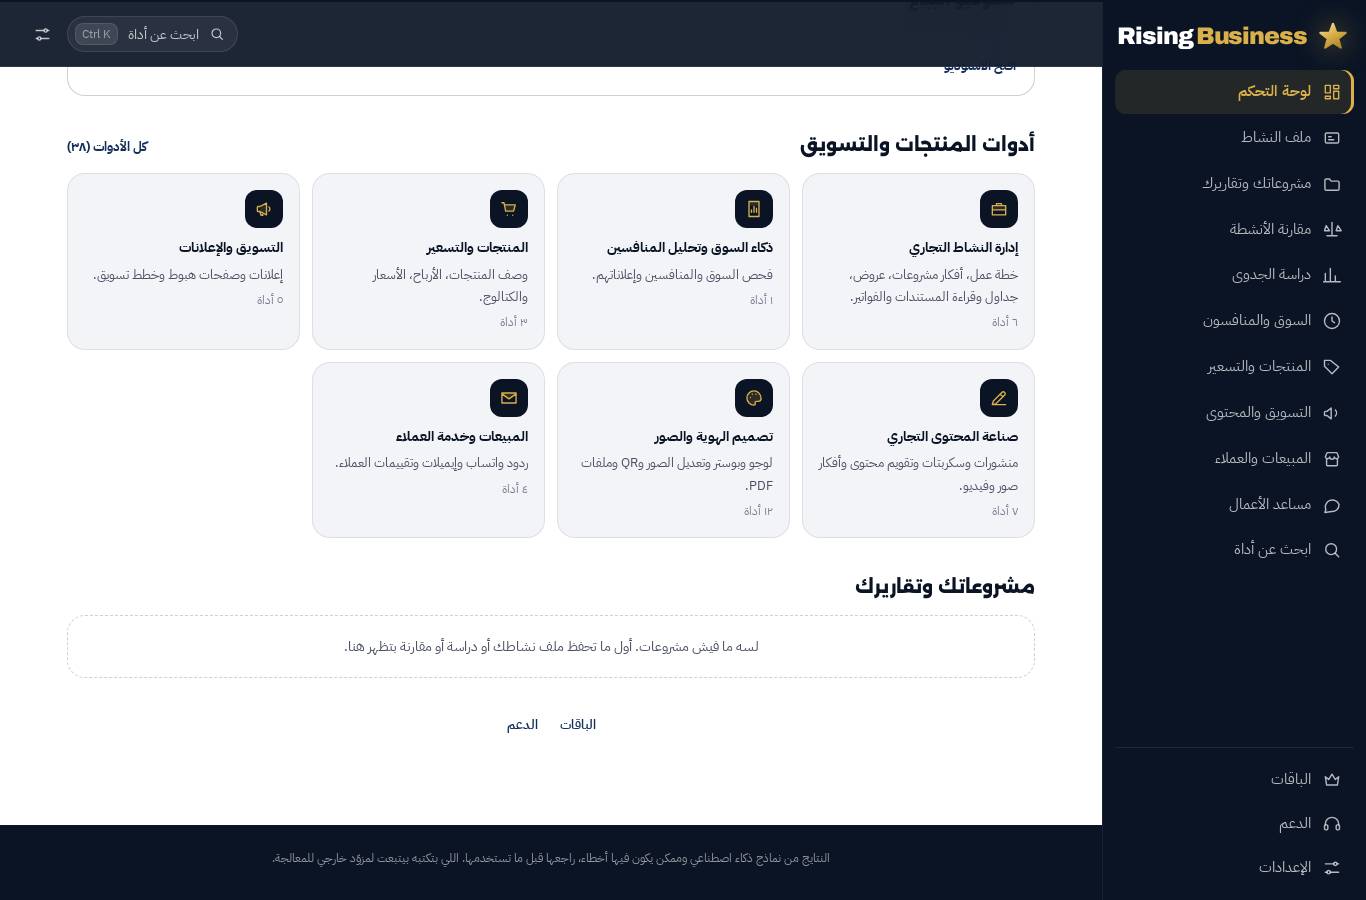 Rising Business
لوحة التحكم
ملف النشاط
مشروعاتك وتقاريرك
مقارنة الأنشطة
دراسة الجدوى
السوق والمنافسون
المنتجات والتسعير
التسويق والمحتوى
المبيعات والعملاء
مساعد الأعمال
ابحث عن أداة
الباقات
الدعم
الإعدادات
ابحث عن أداة Ctrl K
أدوات المنتجات والتسويق
كل الأدوات (٣٨)
إدارة النشاط التجاري
خطة عمل، أفكار مشروعات، عروض،
جداول وقراءة المستندات والفواتير.
٦ أداة
ذكاء السوق وتحليل المنافسين
فحص السوق والمنافسين وإعلاناتهم.
١ أداة
المنتجات والتسعير
وصف المنتجات، الأرباح، الأسعار
والكتالوج.
٣ أداة
التسويق والإعلانات
إعلانات وصفحات هبوط وخطط تسويق.
٥ أداة
صناعة المحتوى التجاري
منشورات وسكربتات وتقويم محتوى وأفكار
صور وفيديو.
٧ أداة
تصميم الهوية والصور
لوجو وبوستر وتعديل الصور وQR وملفات
PDF.
١٢ أداة
المبيعات وخدمة العملاء
ردود واتساب وإيميلات وتقييمات العملاء.
٤ أداة
مشروعاتك وتقاريرك
لسه ما فيش مشروعات. أول ما تحفظ ملف نشاطك أو دراسة أو مقارنة بتظهر هنا.
الباقات
الدعم
النتايج من نماذج ذكاء اصطناعي وممكن يكون فيها أخطاء، راجعها قبل ما تستخدمها. اللي بتكتبه بيتبعت لمزوّد خارجي للمعالجة.